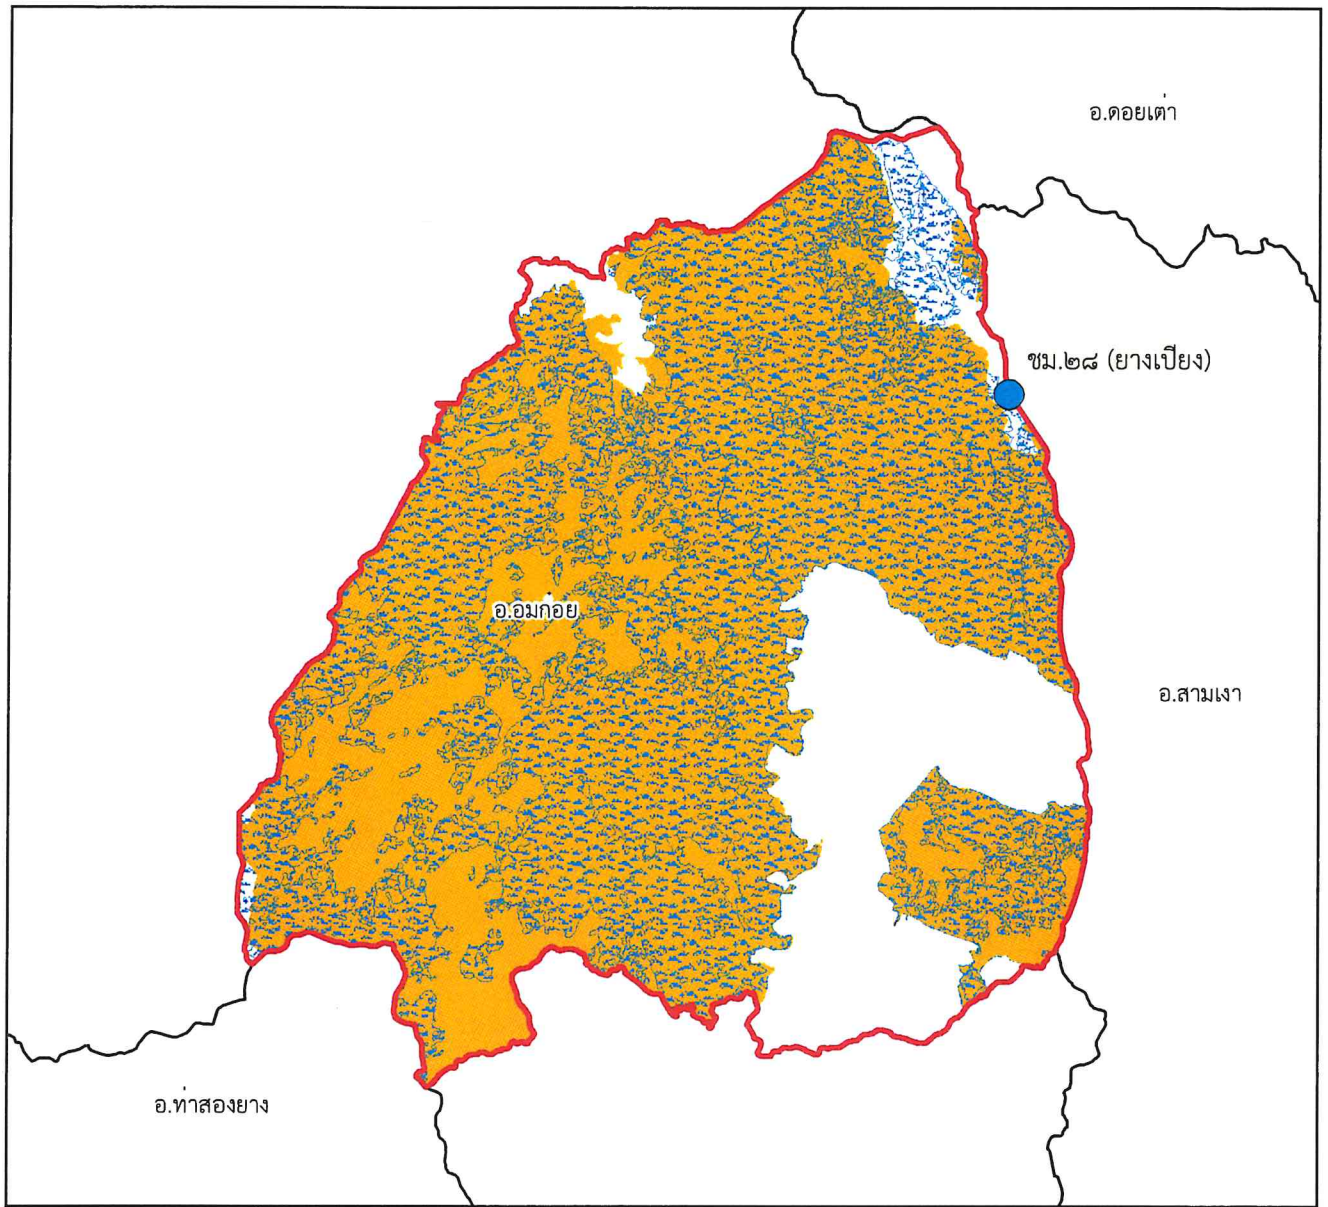 อ.ดอยเต่า
ชม.๒๘ (ยางเปียง)
อ.อมก๋อย
อ.สามเงา
อ.ท่าสองยาง